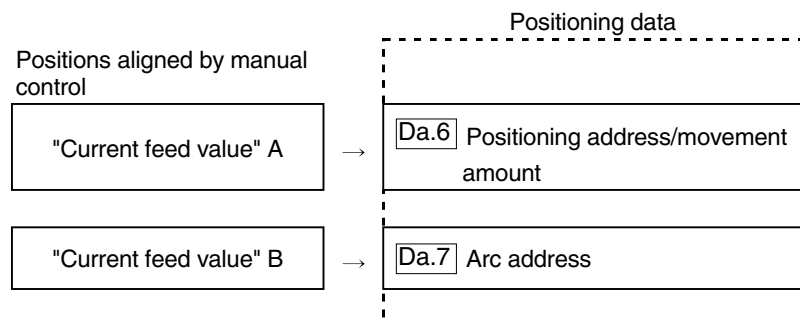 Positioning data
Positions aligned by manual
control
"Current feed value" A
→
Da.6 Positioning address/movement
amount
"Current feed value" B
→
Da.7 Arc address